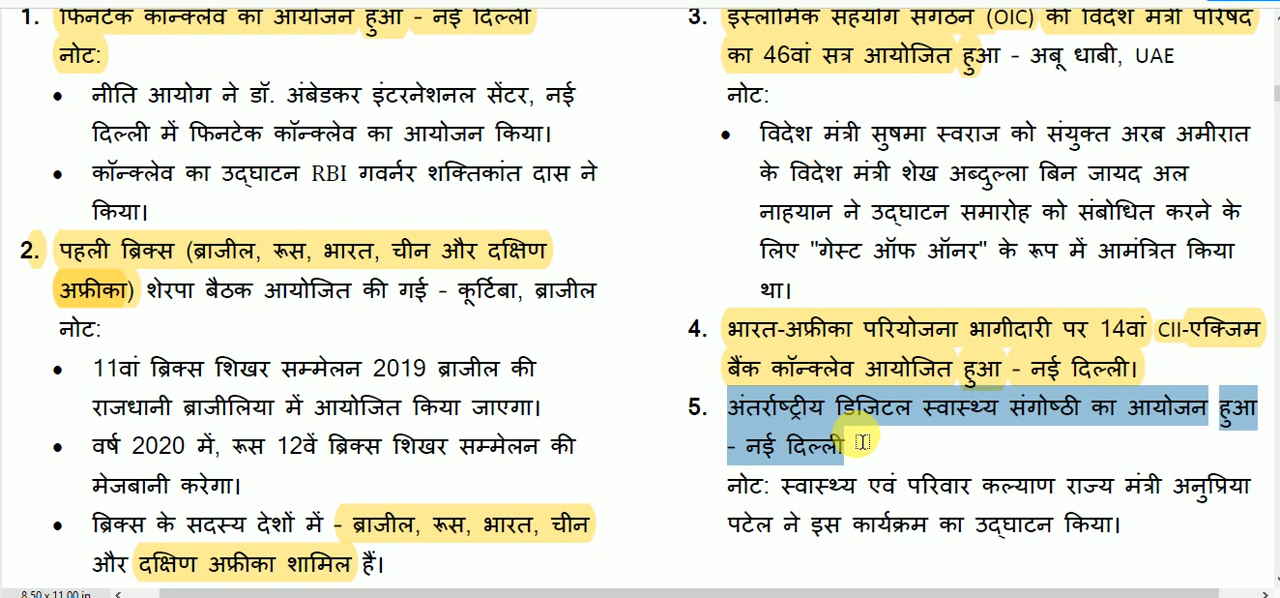 1. फिनटेक कॉन्क्लेव का आयोजन हुआ - नई दिल्ली
नोट:
• नीति आयोग ने डॉ. अंबेडकर इंटरनेशनल सेंटर, नई
दिल्ली में फिनटेक कॉन्क्लेव का आयोजन किया।
• कॉन्क्लेव का उद्घाटन RBI गवर्नर शक्तिकांत दास ने
किया।
2. पहली ब्रिक्स (ब्राजील, रूस, भारत, चीन और दक्षिण
अफ्रीका) शेरपा बैठक आयोजित की गई - कूर्टिबा, ब्राजील
नोट:
• 11वां ब्रिक्स शिखर सम्मेलन 2019 ब्राजील की
राजधानी ब्राजीलिया में आयोजित किया जाएगा।
• वर्ष 2020 में, रूस 12वें ब्रिक्स शिखर सम्मेलन की
मेजबानी करेगा।
• ब्रिक्स के सदस्य देशों में - ब्राजील, रूस, भारत, चीन
और दक्षिण अफ्रीका शामिल हैं।
3. इस्लामिक सहयोग संगठन (OIC) की विदेश मंत्री परिषद
का 46वां सत्र आयोजित हुआ - अबू धाबी, UAE
नोट:
• विदेश मंत्री सुषमा स्वराज को संयुक्त अरब अमीरात
के विदेश मंत्री शेख अब्दुल्ला बिन जायद अल
नाहयान ने उद्घाटन समारोह को संबोधित करने के
लिए "गेस्ट ऑफ ऑनर" के रूप में आमंत्रित किया
था।
4. भारत-अफ्रीका परियोजना भागीदारी पर 14वां CII-एक्जिम
बैंक कॉन्क्लेव आयोजित हुआ - नई दिल्ली।
5. अंतर्राष्ट्रीय डिजिटल स्वास्थ्य संगोष्ठी का आयोजन हुआ
- नई दिल्ली
नोट: स्वास्थ्य एवं परिवार कल्याण राज्य मंत्री अनुप्रिया
पटेल ने इस कार्यक्रम का उद्घाटन किया।
8.50 x 11.00 in